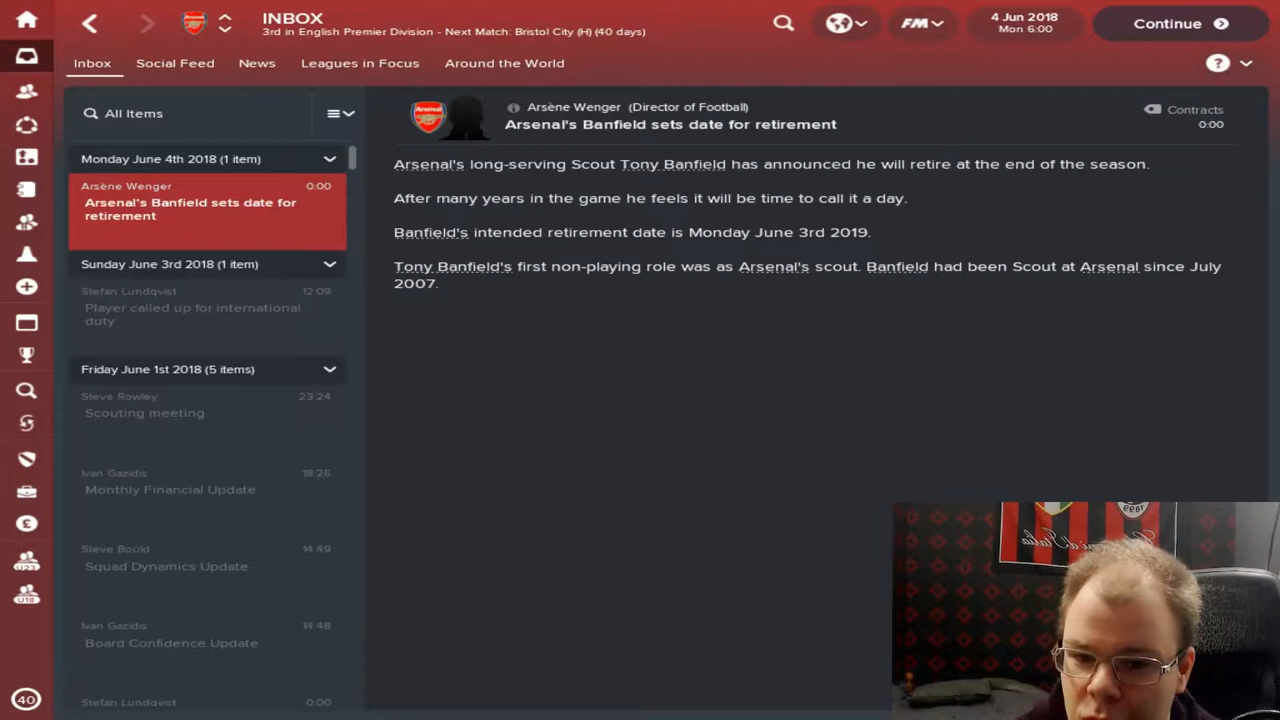 INBOX
3rd in English Premier Division - Next Match: Bristol City (H) (40 days)
FM
4 Jun 2018
Mon 6:00
Continue
Inbox
Social Feed
News
Leagues in Focus
Around the World
?
All Items
Arsenal
Arsène Wenger (Director of Football)
Arsenal's Banfield sets date for retirement
Contracts
0:00
Monday June 4th 2018 (1 item)
Arsène Wenger
0:00
Arsenal's Banfield sets date for
retirement
Sunday June 3rd 2018 (1 item)
Stefan Lundqvist
12:09
Player called up for international
duty
Friday June 1st 2018 (5 items)
Steve Rowley
23:24
Scouting meeting
Ivan Gazidis
18:26
Monthly Financial Update
Steve Bould
14:49
Squad Dynamics Update
Ivan Gazidis
14:48
Board Confidence Update
Stefan Lundqvist
0:00
Arsenal's long-serving Scout Tony Banfield has announced he will retire at the end of the season.
After many years in the game he feels it will be time to call it a day.
Banfield's intended retirement date is Monday June 3rd 2019.
Tony Banfield's first non-playing role was as Arsenal's scout. Banfield had been Scout at Arsenal since July
2007.
U23
U18
40
1899